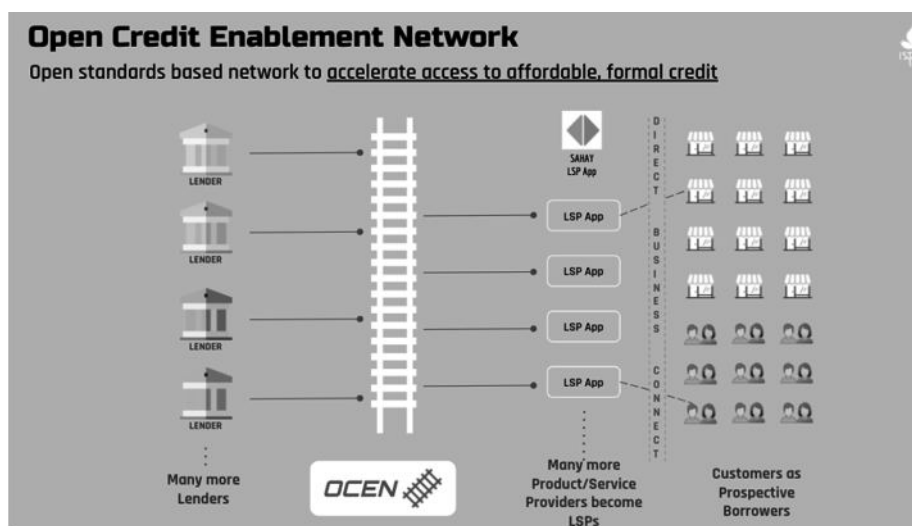 Open Credit Enablement Network
Open standards based network to accelerate access to affordable, formal credit
LENDER
LENDER
LENDER
LENDER
Many more
Lenders
OCEN
SAHAY
LSP App
LSP App
LSP App
LSP App
LSP App
Many more
Product/Service
Providers become
LSPs
DIRECT BUSINESS CONNECT
Customers as
Prospective
Borrowers